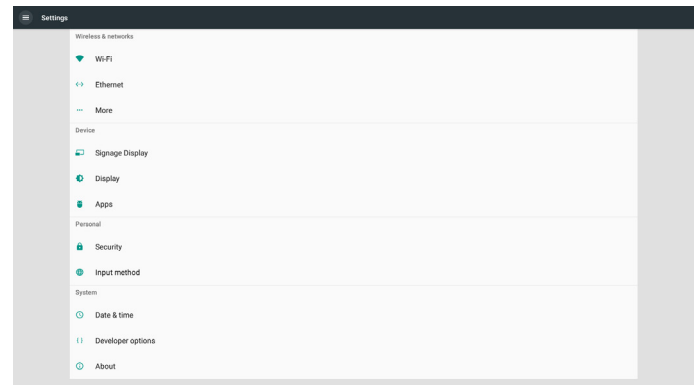 Settings
Wireless & networks
Wi-Fi
Ethernet
More
Device
Signage Display
Display
Apps
Personal
Security
Input method
System
Date & time
Developer options
About